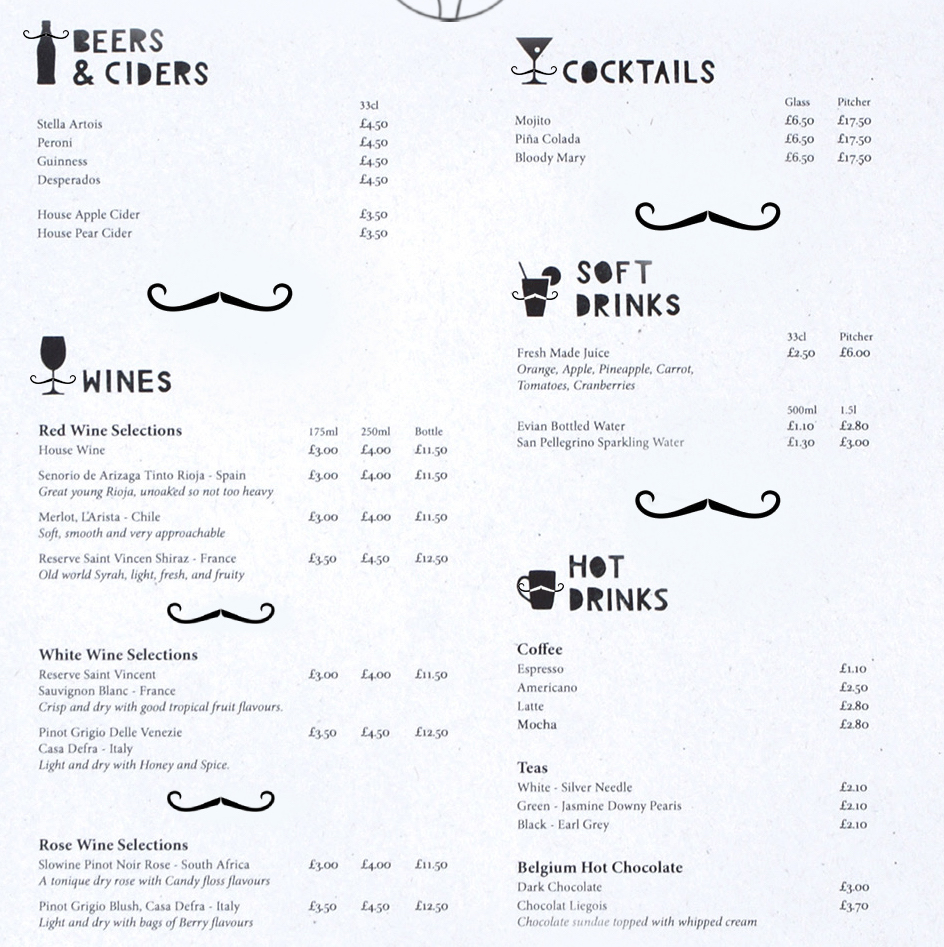 BEERS
& CIDERS
33cl
Stella Artois £4.50
Peroni £4.50
Guinness £4.50
Desperados £4.50
House Apple Cider £3.50
House Pear Cider £3.50
WINES
Red Wine Selections 175ml 250ml Bottle
House Wine £3.00 £4.00 £11.50
Senorio de Arizaga Tinto Rioja - Spain £3.00 £4.00 £11.50
Great young Rioja, unoaked so not too heavy
Merlot, L'Arista - Chile £3.00 £4.00 £11.50
Soft, smooth and very approachable
Reserve Saint Vincen Shiraz - France £3.50 £4.50 £12.50
Old world Syrah, light, fresh, and fruity
White Wine Selections
Reserve Saint Vincent £3.00 £4.00 £11.50
Sauvignon Blanc - France
Crisp and dry with good tropical fruit flavours.
Pinot Grigio Delle Venezie £3.50 £4.50 £12.50
Casa Defra - Italy
Light and dry with Honey and Spice.
Rose Wine Selections
Slowine Pinot Noir Rose - South Africa £3.00 £4.00 £11.50
A tonique dry rose with Candy floss flavours
Pinot Grigio Blush, Casa Defra - Italy £3.50 £4.50 £12.50
Light and dry with bags of Berry flavours
COCKTAILS
Glass Pitcher
Mojito £6.50 £17.50
Piña Colada £6.50 £17.50
Bloody Mary £6.50 £17.50
SOFT
DRINKS
33cl Pitcher
Fresh Made Juice £2.50 £6.00
Orange, Apple, Pineapple, Carrot,
Tomatoes, Cranberries
500ml 1.5l
Evian Bottled Water £1.10 £2.80
San Pellegrino Sparkling Water £1.30 £3.00
HOT
DRINKS
Coffee
Espresso £1.10
Americano £2.50
Latte £2.80
Mocha £2.80
Teas
White - Silver Needle £2.10
Green - Jasmine Downy Pearis £2.10
Black - Earl Grey £2.10
Belgium Hot Chocolate
Dark Chocolate £3.00
Chocolat Liegois £3.70
Chocolate sundae topped with whipped cream